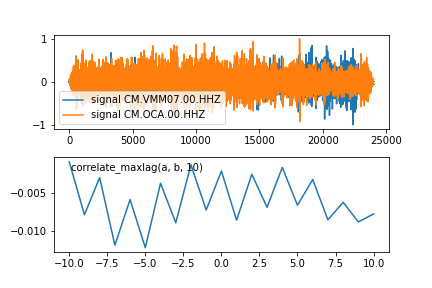 1
0
−1
signal CM.VMM07.00.HHZ
signal CM.OCA.00.HHZ
0 5000 10000 15000 20000 25000
correlate_maxlag(a, b, 10)
−0.005
−0.010
−10.0 −7.5 −5.0 −2.5 0.0 2.5 5.0 7.5 10.0